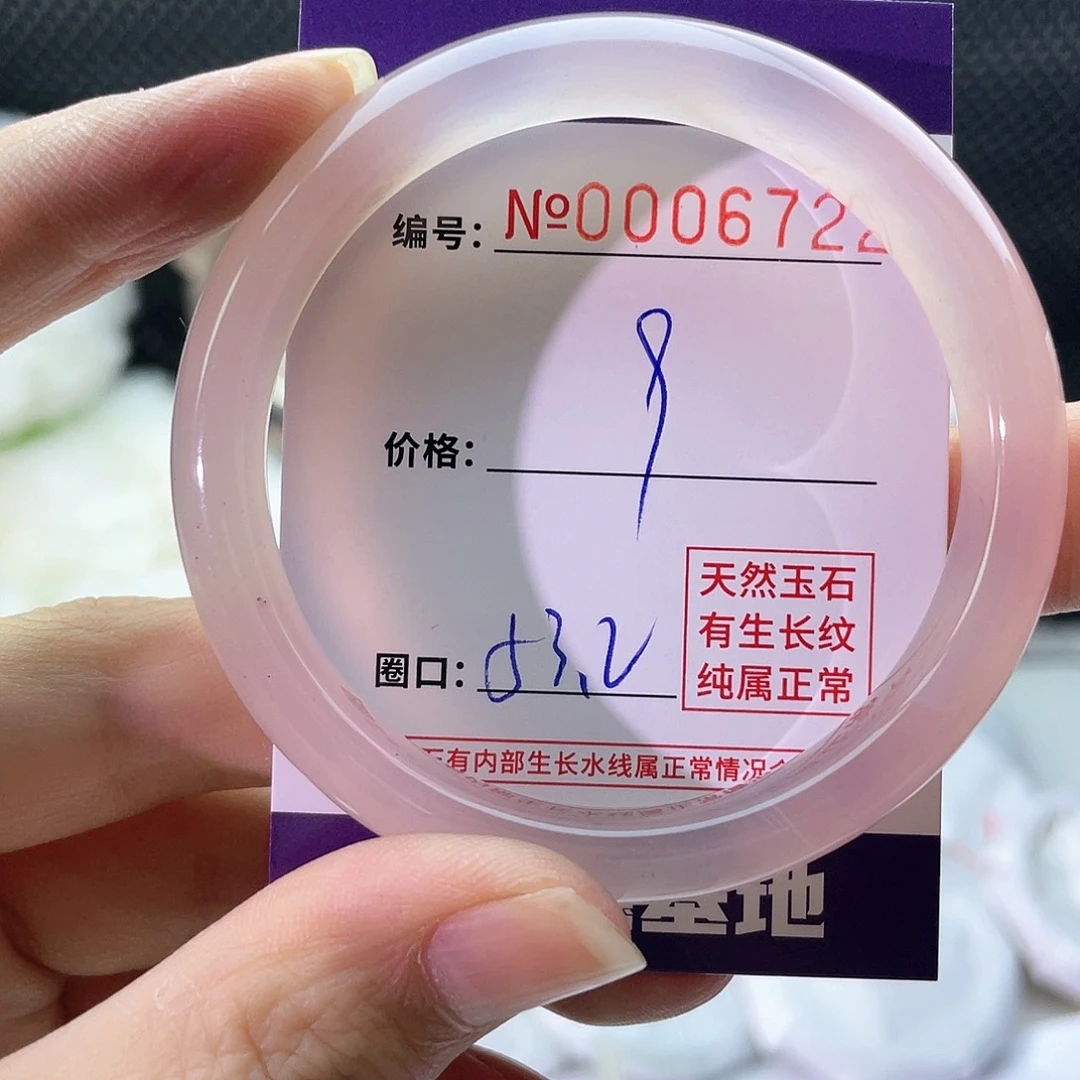 编号: №0006722
价格: 9
圈口: 53.2
天然玉石
有生长纹
纯属正常
有内部生长水线属正常情况
基地